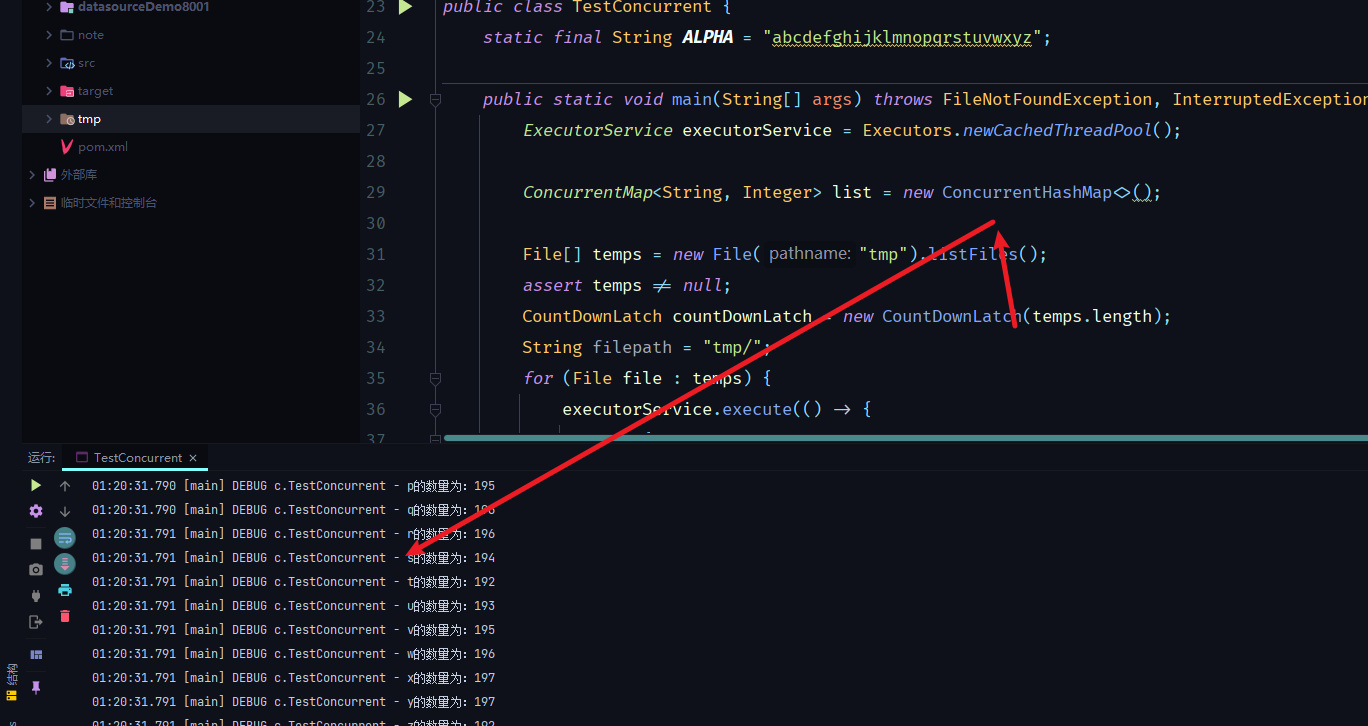 datasourceDemo8001
note
src
target
tmp
pom.xml
外部库
临时文件和控制台
23 public class TestConcurrent {
24 static final String ALPHA = "abcdefghijklmnopqrstuvwxyz";
25
26 public static void main(String[] args) throws FileNotFoundException, InterruptedException
27 ExecutorService executorService = Executors.newCachedThreadPool();
28
29 ConcurrentMap<String, Integer> list = new ConcurrentHashMap<>();
30
31 File[] temps = new File( pathname: "tmp").listFiles();
32 assert temps != null;
33 CountDownLatch countDownLatch = new CountDownLatch(temps.length);
34 String filepath = "tmp/";
35 for (File file : temps) {
36 executorService.execute(() -> {
37
运行: TestConcurrent ×
01:20:31.790 [main] DEBUG c.TestConcurrent - p的数量为: 195
01:20:31.790 [main] DEBUG c.TestConcurrent - q的数量为: 196
01:20:31.791 [main] DEBUG c.TestConcurrent - r的数量为: 196
01:20:31.791 [main] DEBUG c.TestConcurrent - s的数量为: 194
01:20:31.791 [main] DEBUG c.TestConcurrent - t的数量为: 192
01:20:31.791 [main] DEBUG c.TestConcurrent - u的数量为: 193
01:20:31.791 [main] DEBUG c.TestConcurrent - v的数量为: 195
01:20:31.791 [main] DEBUG c.TestConcurrent - w的数量为: 196
01:20:31.791 [main] DEBUG c.TestConcurrent - x的数量为: 197
01:20:31.791 [main] DEBUG c.TestConcurrent - y的数量为: 197
01:20:31.791 [main] DEBUG c.TestConcurrent - z的数量为: 192
结构